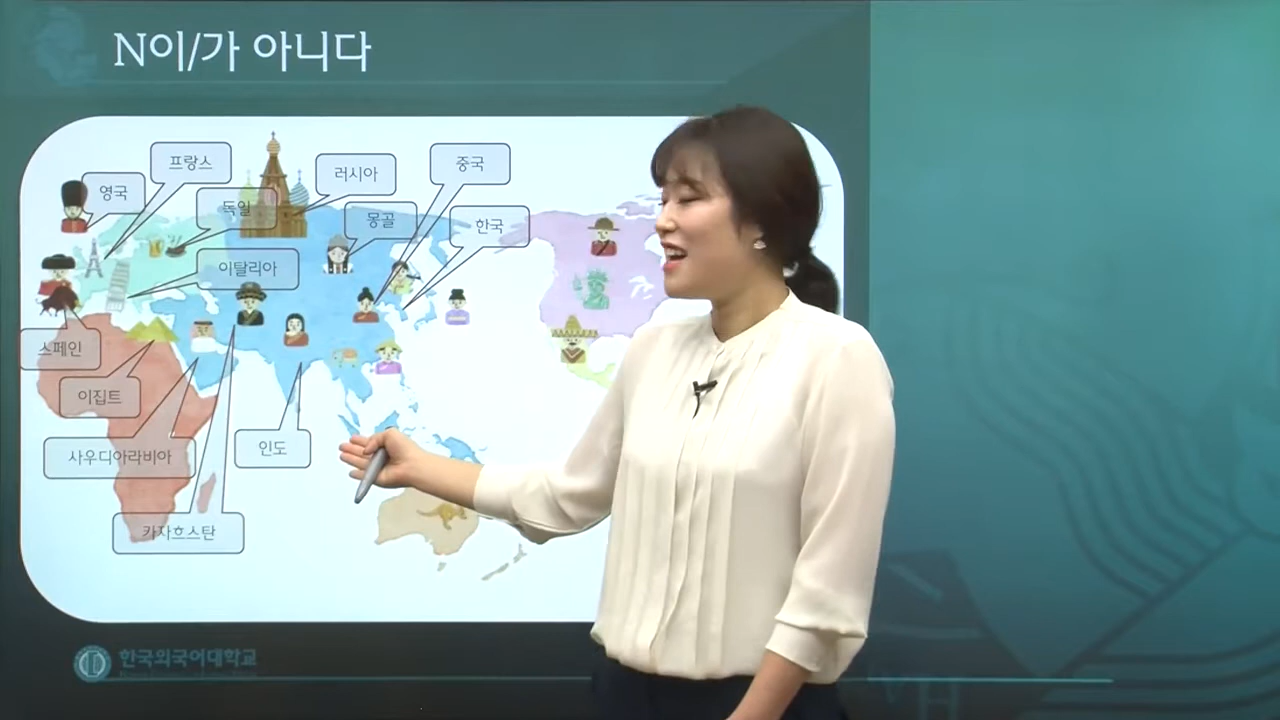 N이/가 아니다
프랑스
러시아
중국
영국
독일
몽골
한국
이탈리아
스페인
이집트
사우디아라비아
인도
카자흐스탄
한국외국어대학교